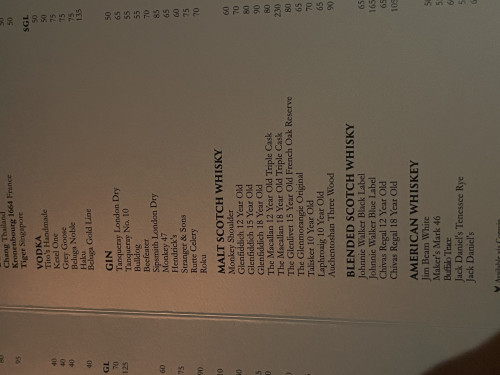 Chang Thailand 50
Kronenbourg 1664 France 50
Tiger Singapore
VODKA SGL
Tito's Handmade 50
Ketel One 50
Grey Goose 75
Beluga Noble 75
Haku 75
Beluga Gold Line 135
GIN
Tanqueray London Dry 50
Tanqueray No. 10 65
Bulldog 55
Beefeater 55
Sipsmith London Dry 70
Monkey 47 85
Hendrick's 65
Stranger & Sons 60
Rutte Celery 75
Roku 70
MALT SCOTCH WHISKY
Monkey Shoulder 60
Glenfiddich 12 Year Old 70
Glenfiddich 15 Year Old 80
Glenfiddich 18 Year Old 90
The Macallan 12 Year Old Triple Cask 80
The Macallan 18 Year Old Triple Cask 230
The Glenlivet 15 Year Old French Oak Reserve 80
The Glenmorangie Original 65
Talisker 10 Year Old 70
Laphroaig 10 Year Old 65
Auchentoshan Three Wood 90
BLENDED SCOTCH WHISKY
Johnnie Walker Black Label 65
Johnnie Walker Blue Label 165
Chivas Regal 12 Year Old 65
Chivas Regal 18 Year Old 105
AMERICAN WHISKEY
Jim Beam White
Maker's Mark 46
Buffalo Trace
Jack Daniel's Tenessee Rye
Jack Daniel's